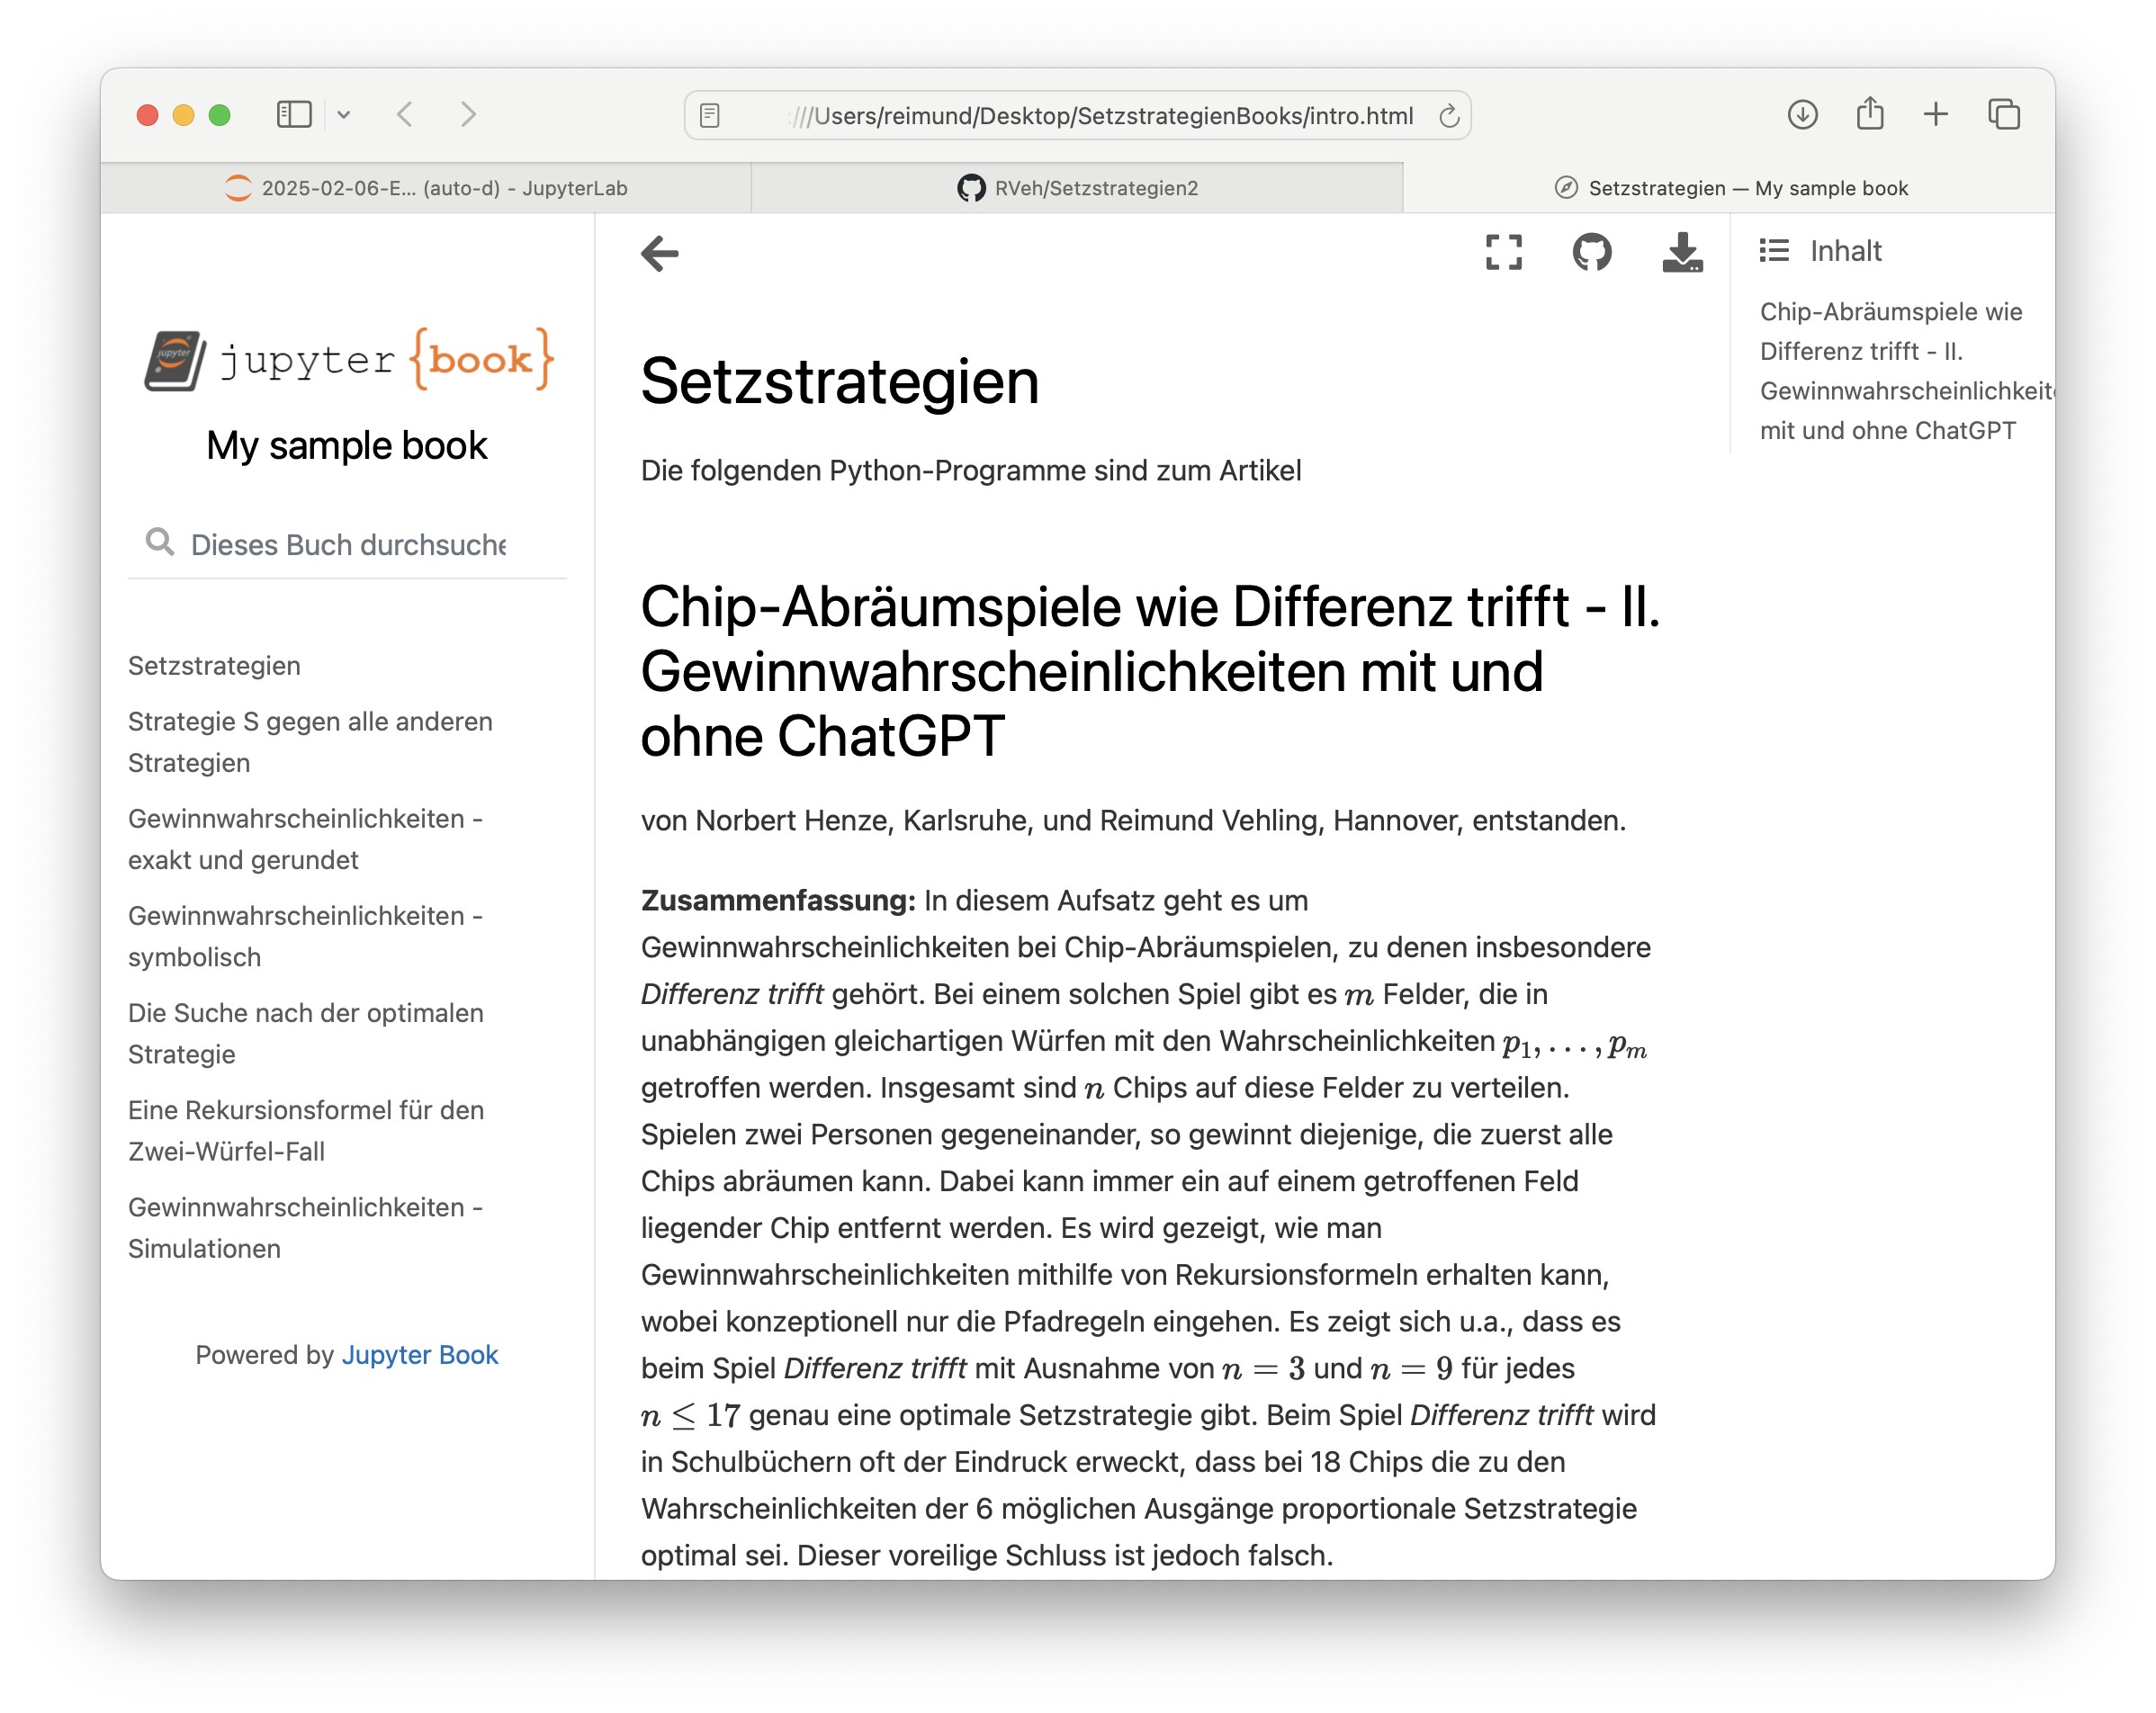 :///Users/reimund/Desktop/SetzstrategienBooks/intro.html
2025-02-06-E... (auto-d) - JupyterLab
RVeh/Setzstrategien2
Setzstrategien — My sample book
jupyter {book}
jupyter
My sample book
Dieses Buch durchsuche
Setzstrategien
Strategie S gegen alle anderen
Strategien
Gewinnwahrscheinlichkeiten -
exakt und gerundet
Gewinnwahrscheinlichkeiten -
symbolisch
Die Suche nach der optimalen
Strategie
Eine Rekursionsformel für den
Zwei-Würfel-Fall
Gewinnwahrscheinlichkeiten -
Simulationen
Powered by Jupyter Book
Setzstrategien
Die folgenden Python-Programme sind zum Artikel
Chip-Abräumspiele wie Differenz trifft - II.
Gewinnwahrscheinlichkeiten mit und
ohne ChatGPT
von Norbert Henze, Karlsruhe, und Reimund Vehling, Hannover, entstanden.
Zusammenfassung: In diesem Aufsatz geht es um
Gewinnwahrscheinlichkeiten bei Chip-Abräumspielen, zu denen insbesondere
Differenz trifft gehört. Bei einem solchen Spiel gibt es m Felder, die in
unabhängigen gleichartigen Würfen mit den Wahrscheinlichkeiten p₁, . . . , pₘ
getroffen werden. Insgesamt sind n Chips auf diese Felder zu verteilen.
Spielen zwei Personen gegeneinander, so gewinnt diejenige, die zuerst alle
Chips abräumen kann. Dabei kann immer ein auf einem getroffenen Feld
liegender Chip entfernt werden. Es wird gezeigt, wie man
Gewinnwahrscheinlichkeiten mithilfe von Rekursionsformeln erhalten kann,
wobei konzeptionell nur die Pfadregeln eingehen. Es zeigt sich u.a., dass es
beim Spiel Differenz trifft mit Ausnahme von n = 3 und n = 9 für jedes
n ≤ 17 genau eine optimale Setzstrategie gibt. Beim Spiel Differenz trifft wird
in Schulbüchern oft der Eindruck erweckt, dass bei 18 Chips die zu den
Wahrscheinlichkeiten der 6 möglichen Ausgänge proportionale Setzstrategie
optimal sei. Dieser voreilige Schluss ist jedoch falsch.
Inhalt
Chip-Abräumspiele wie
Differenz trifft - II.
Gewinnwahrscheinlichkeite
mit und ohne ChatGPT